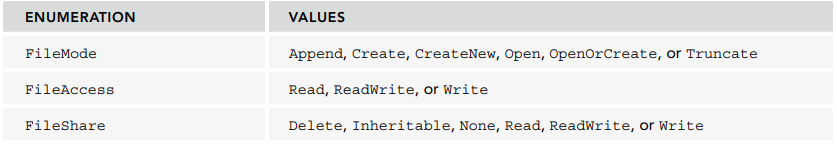 ENUMERATION VALUES
FileMode Append, Create, CreateNew, Open, OpenOrCreate, or Truncate
FileAccess Read, ReadWrite, or Write
FileShare Delete, Inheritable, None, Read, ReadWrite, or Write